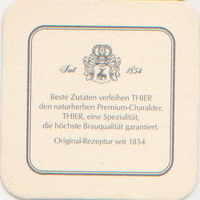 Seit 1854
Beste Zutaten verleihen THIER
den naturherben Premium-Charakter.
THIER, eine Spezialität,
die höchste Brauqualität garantiert.
Original-Rezeptur seit 1854.